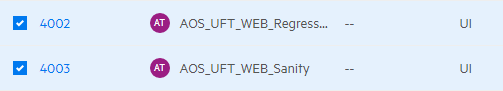 4002 AT AOS_UFT_WEB_Regress... -- UI
4003 AT AOS_UFT_WEB_Sanity -- UI